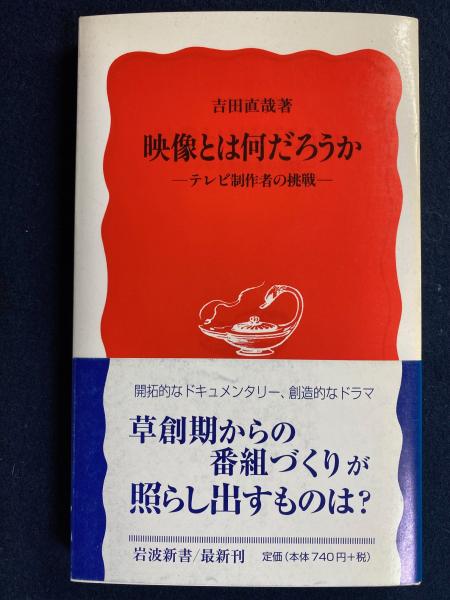 吉田直哉著
映像とは何だろうか
―テレビ制作者の挑戦―
開拓的なドキュメンタリー、創造的なドラマ
草創期からの
番組づくりが
照らし出すものは?
岩波新書/最新刊 定価(本体740円+税)